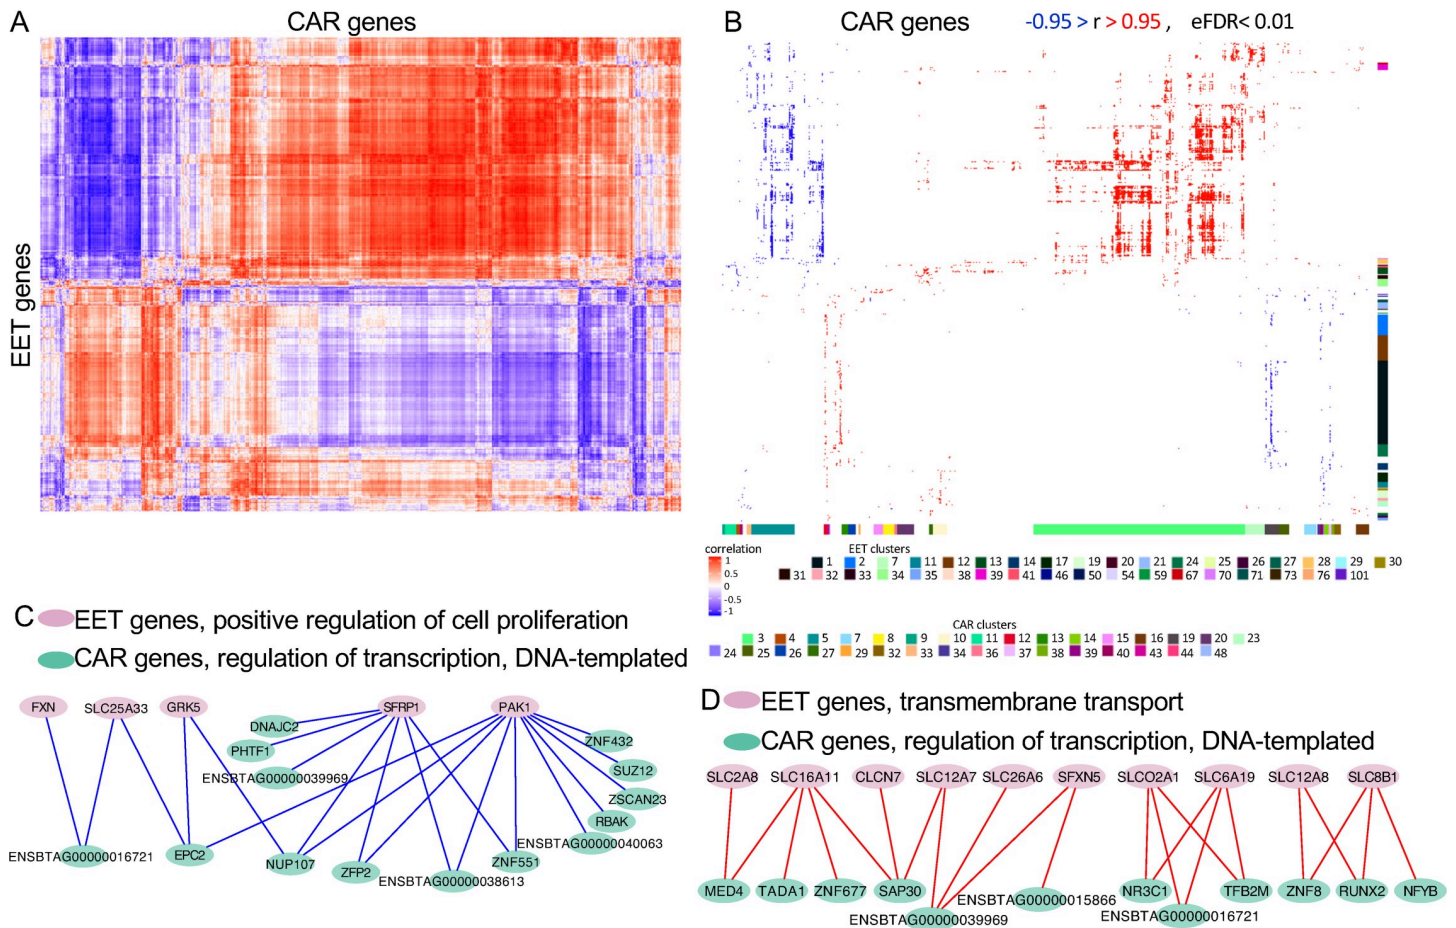 A
CAR genes
EET genes
B
CAR genes
-0.95 > r > 0.95 , eFDR< 0.01
correlation
1
0.5
0
-0.5
-1
EET clusters
1 2 7 11 12 13 14 17 19 20 21 24 25 26 27 28 29 30
31 32 33 34 35 38 39 41 46 50 54 59 67 70 71 73 76 101
CAR clusters
3 4 5 7 8 9 10 11 12 13 14 15 16 19 20 23
24 25 26 27 29 32 33 34 36 37 38 39 40 43 44 48
C
EET genes, positive regulation of cell proliferation
CAR genes, regulation of transcription, DNA-templated
FXN
SLC25A33
GRK5
SFRP1
PAK1
DNAJC2
PHTF1
ENSBTAG00000039969
ZNF432
SUZ12
ZSCAN23
RBAK
ENSBTAG00000040063
ENSBTAG00000016721
EPC2
NUP107
ZFP2
ENSBTAG00000038613
ZNF551
D
EET genes, transmembrane transport
CAR genes, regulation of transcription, DNA-templated
SLC2A8
SLC16A11
CLCN7
SLC12A7
SLC26A6
SFXN5
SLCO2A1
SLC6A19
SLC12A8
SLC8B1
MED4
TADA1
ZNF677
SAP30
ENSBTAG00000039969
ENSBTAG00000015866
NR3C1
ENSBTAG00000016721
TFB2M
ZNF8
RUNX2
NFYB